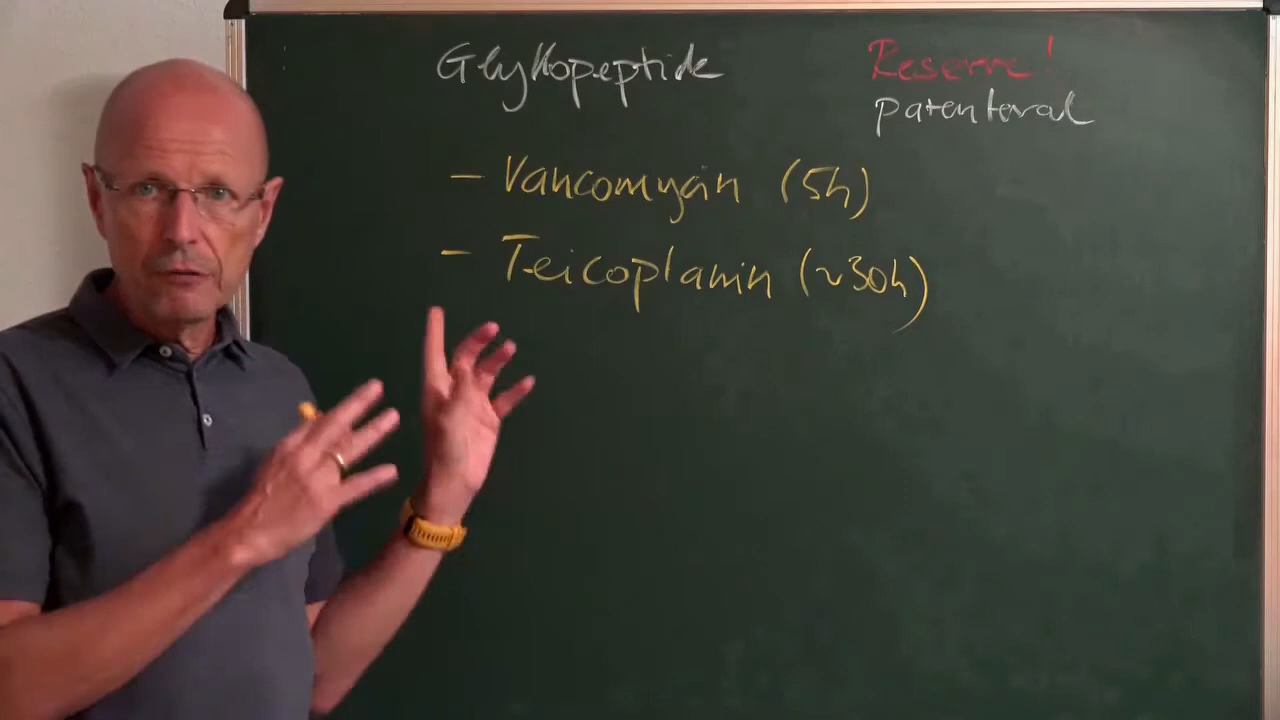 Glykopeptide
Reserve!
parenteral
- Vancomycin (5h)
- Teicoplanin (~30h)